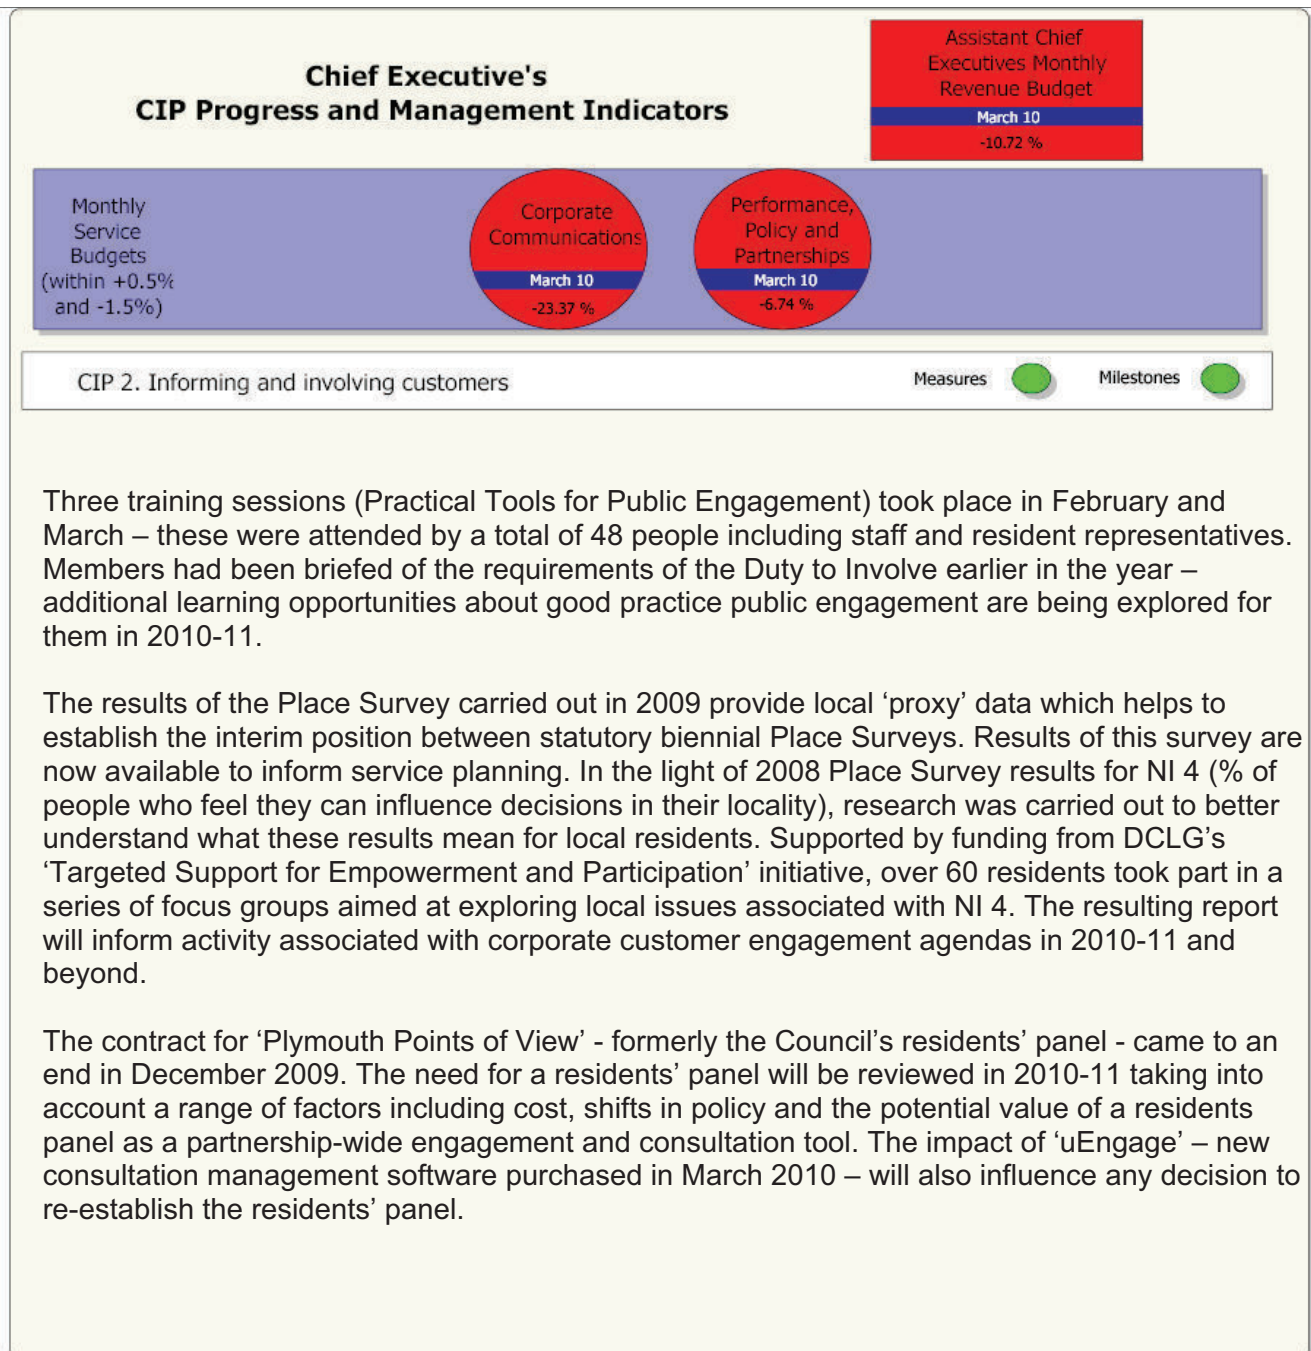 Chief Executive's
CIP Progress and Management Indicators
Assistant Chief
Executives Monthly
Revenue Budget
March 10
-10.72 %
Monthly
Service
Budgets
(within +0.5%
and -1.5%)
Corporate
Communications
March 10
-23.37 %
Performance,
Policy and
Partnerships
March 10
-6.74 %
CIP 2. Informing and involving customers
Measures
Milestones
Three training sessions (Practical Tools for Public Engagement) took place in February and
March – these were attended by a total of 48 people including staff and resident representatives.
Members had been briefed of the requirements of the Duty to Involve earlier in the year –
additional learning opportunities about good practice public engagement are being explored for
them in 2010-11.
The results of the Place Survey carried out in 2009 provide local ‘proxy’ data which helps to
establish the interim position between statutory biennial Place Surveys. Results of this survey are
now available to inform service planning. In the light of 2008 Place Survey results for NI 4 (% of
people who feel they can influence decisions in their locality), research was carried out to better
understand what these results mean for local residents. Supported by funding from DCLG’s
‘Targeted Support for Empowerment and Participation’ initiative, over 60 residents took part in a
series of focus groups aimed at exploring local issues associated with NI 4. The resulting report
will inform activity associated with corporate customer engagement agendas in 2010-11 and
beyond.
The contract for ‘Plymouth Points of View’ - formerly the Council’s residents’ panel - came to an
end in December 2009. The need for a residents’ panel will be reviewed in 2010-11 taking into
account a range of factors including cost, shifts in policy and the potential value of a residents
panel as a partnership-wide engagement and consultation tool. The impact of ‘uEngage’ – new
consultation management software purchased in March 2010 – will also influence any decision to
re-establish the residents’ panel.